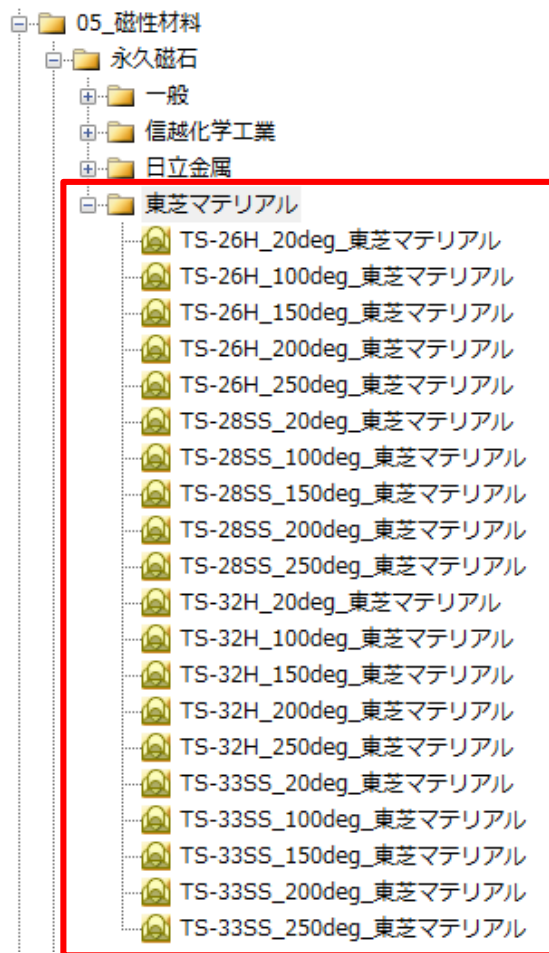 05_磁性材料
永久磁石
一般
信越化学工業
日立金属
東芝マテリアル
TS-26H_20deg_東芝マテリアル
TS-26H_100deg_東芝マテリアル
TS-26H_150deg_東芝マテリアル
TS-26H_200deg_東芝マテリアル
TS-26H_250deg_東芝マテリアル
TS-28SS_20deg_東芝マテリアル
TS-28SS_100deg_東芝マテリアル
TS-28SS_150deg_東芝マテリアル
TS-28SS_200deg_東芝マテリアル
TS-28SS_250deg_東芝マテリアル
TS-32H_20deg_東芝マテリアル
TS-32H_100deg_東芝マテリアル
TS-32H_150deg_東芝マテリアル
TS-32H_200deg_東芝マテリアル
TS-32H_250deg_東芝マテリアル
TS-33SS_20deg_東芝マテリアル
TS-33SS_100deg_東芝マテリアル
TS-33SS_150deg_東芝マテリアル
TS-33SS_200deg_東芝マテリアル
TS-33SS_250deg_東芝マテリアル